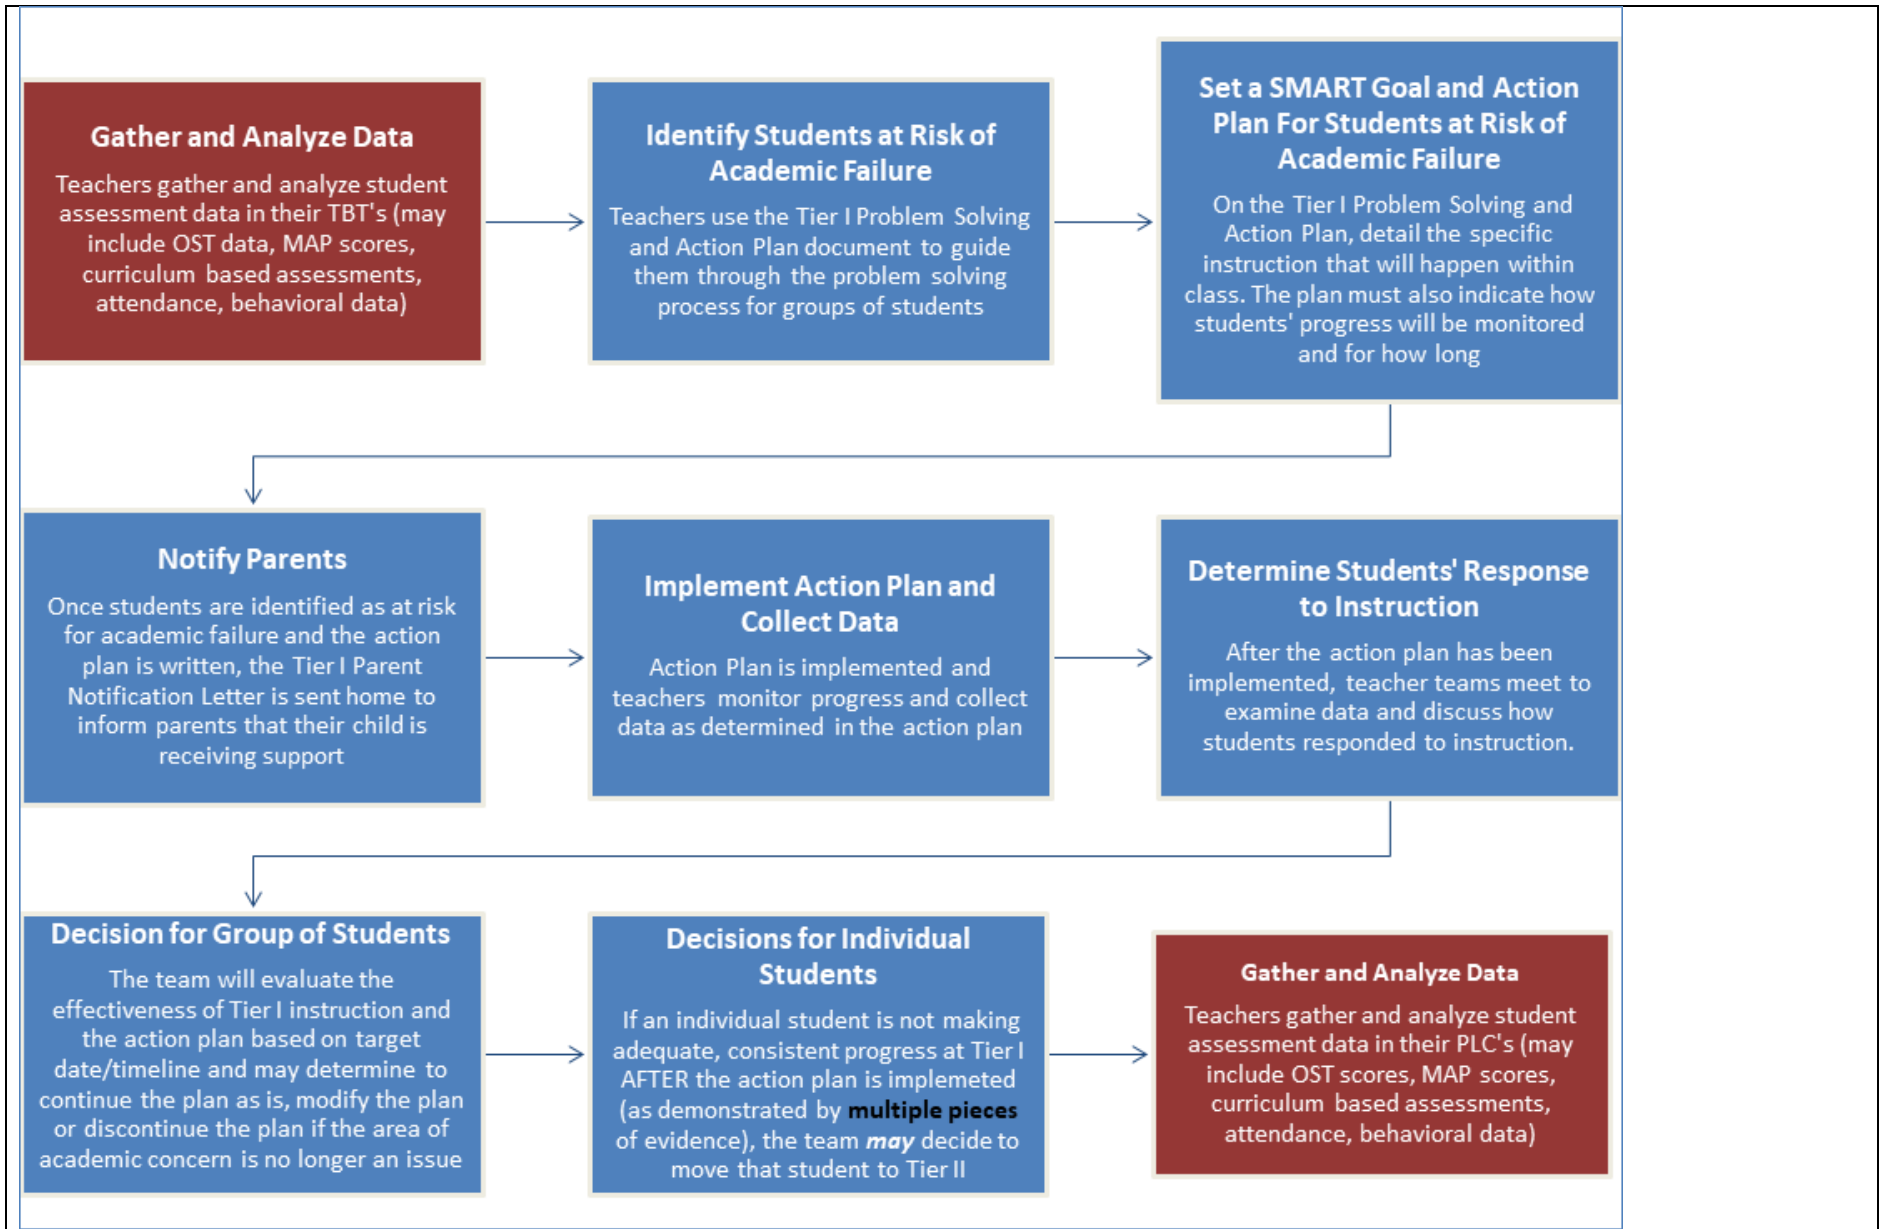 Gather and Analyze Data
Teachers gather and analyze student
assessment data in their TBT's (may
include OST data, MAP scores,
curriculum based assessments,
attendance, behavioral data)
Identify Students at Risk of
Academic Failure
Teachers use the Tier I Problem Solving
and Action Plan document to guide
them through the problem solving
process for groups of students
Set a SMART Goal and Action
Plan For Students at Risk of
Academic Failure
On the Tier I Problem Solving and
Action Plan, detail the specific
instruction that will happen within
class. The plan must also indicate how
students' progress will be monitored
and for how long
Notify Parents
Once students are identified as at risk
for academic failure and the action
plan is written, the Tier I Parent
Notification Letter is sent home to
inform parents that their child is
receiving support
Implement Action Plan and
Collect Data
Action Plan is implemented and
teachers monitor progress and collect
data as determined in the action plan
Determine Students' Response
to Instruction
After the action plan has been
implemented, teacher teams meet to
examine data and discuss how
students responded to instruction.
Decision for Group of Students
The team will evaluate the
effectiveness of Tier I instruction and
the action plan based on target
date/timeline and may determine to
continue the plan as is, modify the plan
or discontinue the plan if the area of
academic concern is no longer an issue
Decisions for Individual
Students
If an individual student is not making
adequate, consistent progress at Tier I
AFTER the action plan is implemeted
(as demonstrated by multiple pieces
of evidence), the team may decide to
move that student to Tier II
Gather and Analyze Data
Teachers gather and analyze student
assessment data in their PLC's (may
include OST scores, MAP scores,
curriculum based assessments,
attendance, behavioral data)